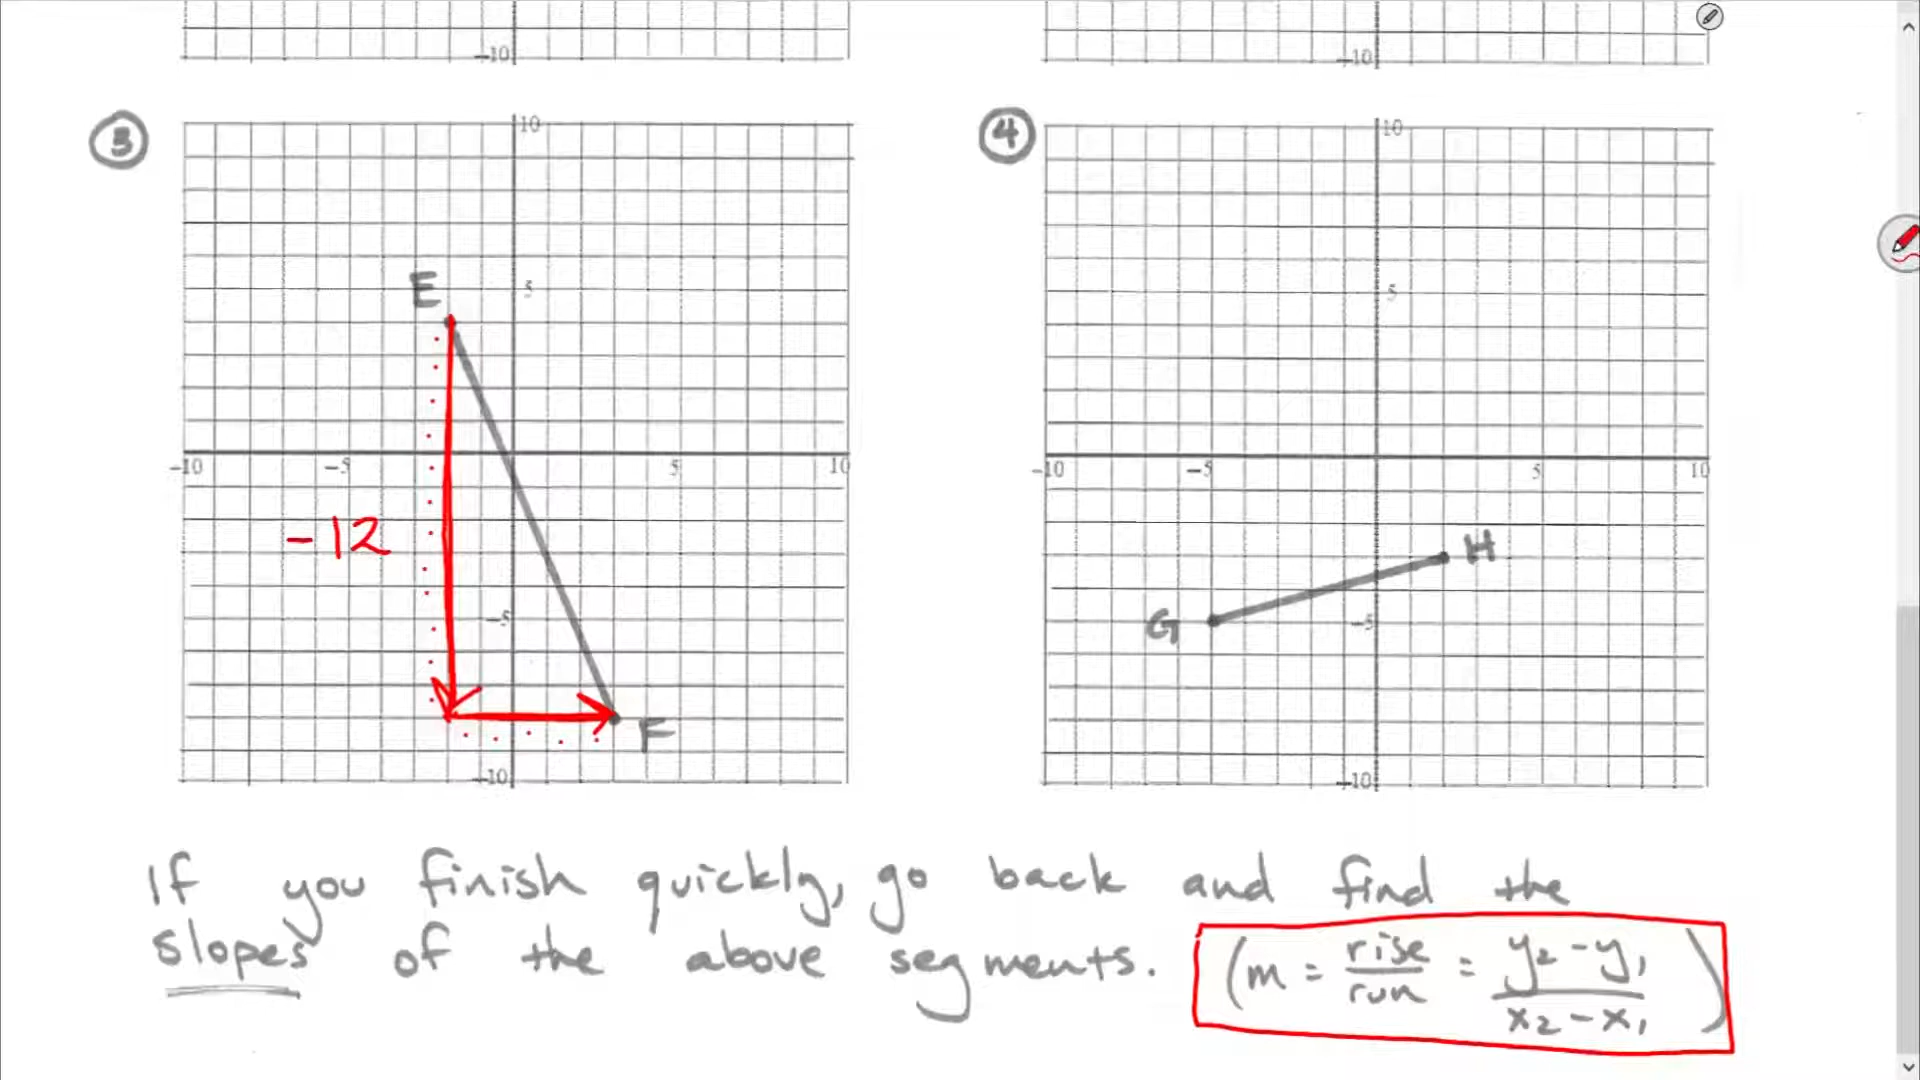 -10 -10
3 4
10 10
E 5 5
-10 -5 5 10 -10 -5 5 10
-12
H
-5 G -5
F
-10 -10
If you finish quickly, go back and find the
slopes of the above segments. (m = rise/run = y₂-y₁/x₂-x₁)